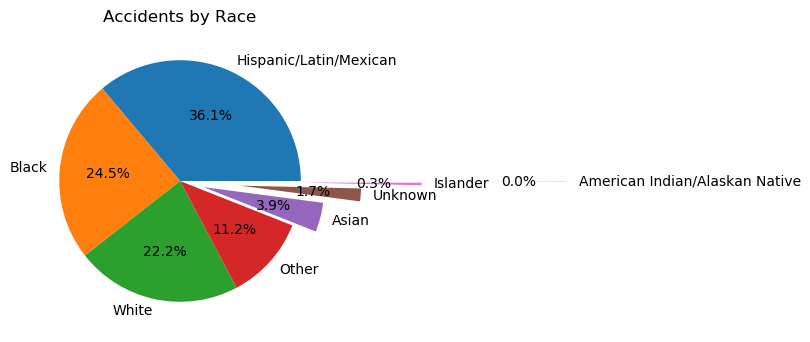 Accidents by Race
Hispanic/Latin/Mexican
36.1%
Black
24.5%
22.2%
White
11.2%
Other
3.9%
Asian
1.7%
Unknown
0.3%
Islander
0.0%
American Indian/Alaskan Native